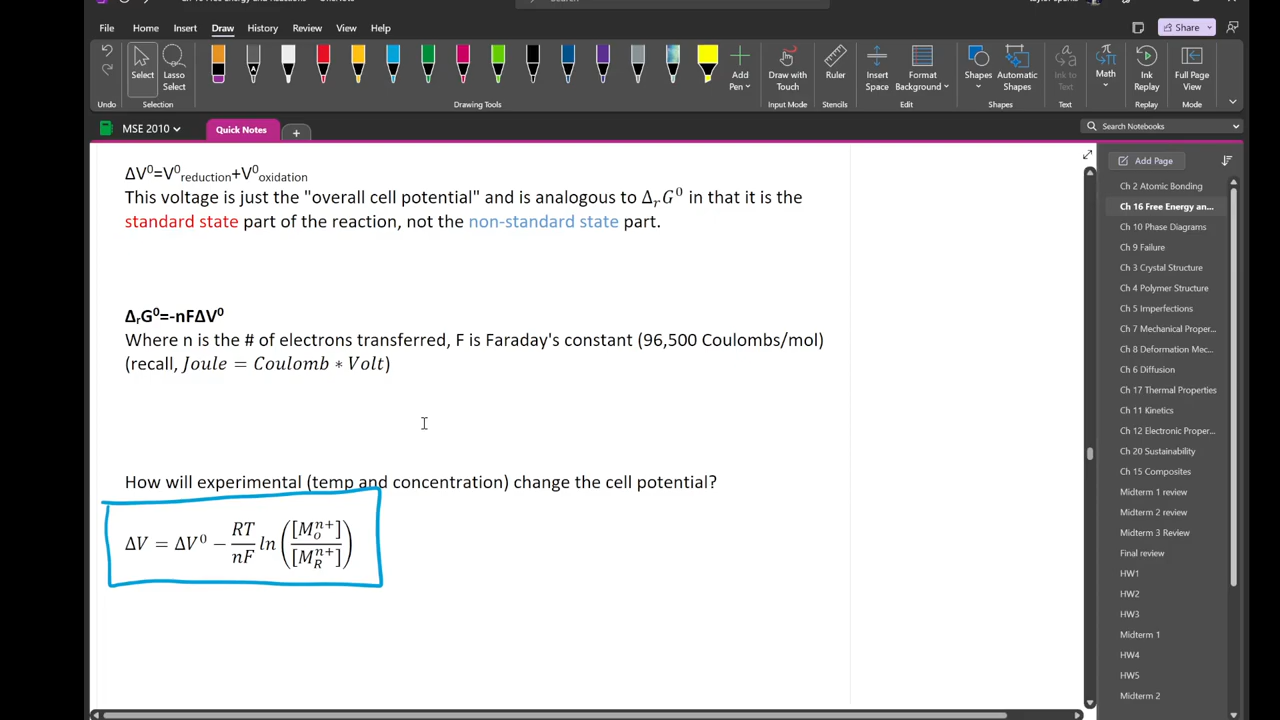 File Home Insert Draw History Review View Help Share
Undo Select Lasso Select Selection Drawing Tools Add Pen Draw with Touch Input Mode Ruler Stencils Insert Space Format Background Edit Shapes Automatic Shapes Shapes Ink to Text Text Math Ink Replay Replay Full Page View Mode
MSE 2010 Quick Notes + Search Notebooks
ΔV⁰=V⁰reduction+V⁰oxidation
This voltage is just the "overall cell potential" and is analogous to ΔᵣG⁰ in that it is the
standard state part of the reaction, not the non-standard state part.
ΔᵣG⁰=-nFΔV⁰
Where n is the # of electrons transferred, F is Faraday's constant (96,500 Coulombs/mol)
(recall, Joule = Coulomb * Volt)
How will experimental (temp and concentration) change the cell potential?
ΔV = ΔV⁰ − RT/nF ln([M_o^n+]/[M_R^n+])
Add Page
Ch 2 Atomic Bonding
Ch 16 Free Energy an...
Ch 10 Phase Diagrams
Ch 9 Failure
Ch 3 Crystal Structure
Ch 4 Polymer Structure
Ch 5 Imperfections
Ch 7 Mechanical Proper...
Ch 8 Deformation Mec...
Ch 6 Diffusion
Ch 17 Thermal Properties
Ch 11 Kinetics
Ch 12 Electronic Proper...
Ch 20 Sustainability
Ch 15 Composites
Midterm 1 review
Midterm 2 review
Midterm 3 Review
Final review
HW1
HW2
HW3
Midterm 1
HW4
HW5
Midterm 2